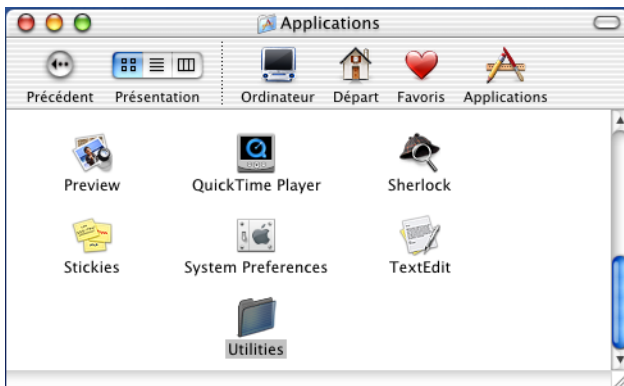 Applications
Précédent Présentation Ordinateur Départ Favoris Applications
Preview QuickTime Player Sherlock
Stickies System Preferences TextEdit
Utilities